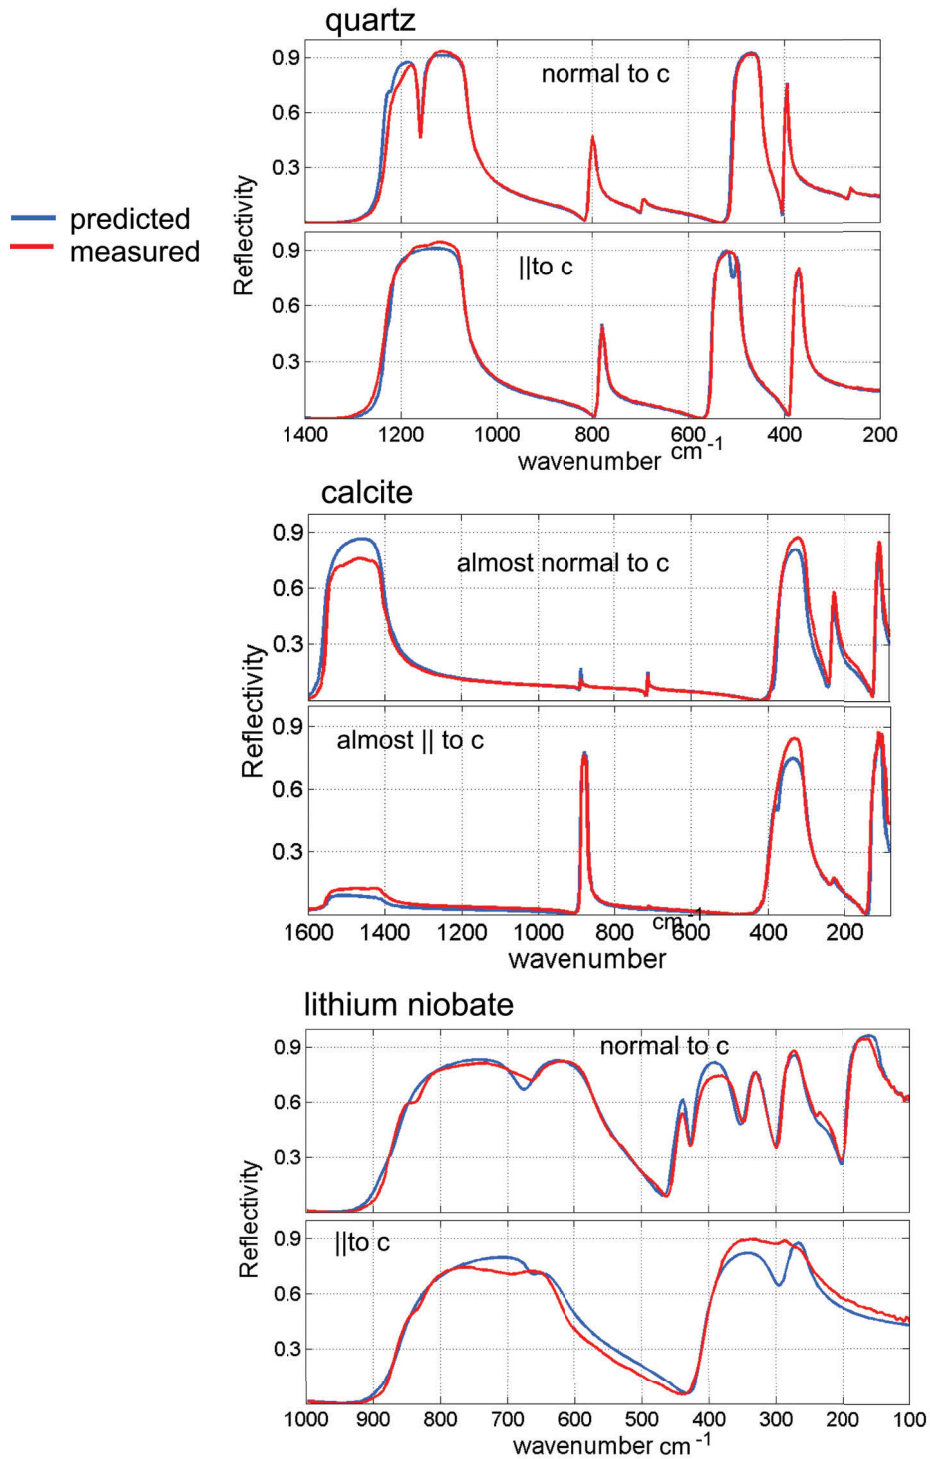 quartz
0.9
normal to c
0.6
0.3
predicted
measured
Reflectivity
0.9
||to c
0.6
0.3
1400 1200 1000 800 600 400 200
wavenumber cm-1
calcite
0.9
almost normal to c
0.6
0.3
Reflectivity
0.9
almost || to c
0.6
0.3
cm-1
1600 1400 1200 1000 800 600 400 200
wavenumber
lithium niobate
0.9
normal to c
0.6
0.3
Reflectivity
0.9
||to c
0.6
0.3
1000 900 800 700 600 500 400 300 200 100
wavenumber cm-1